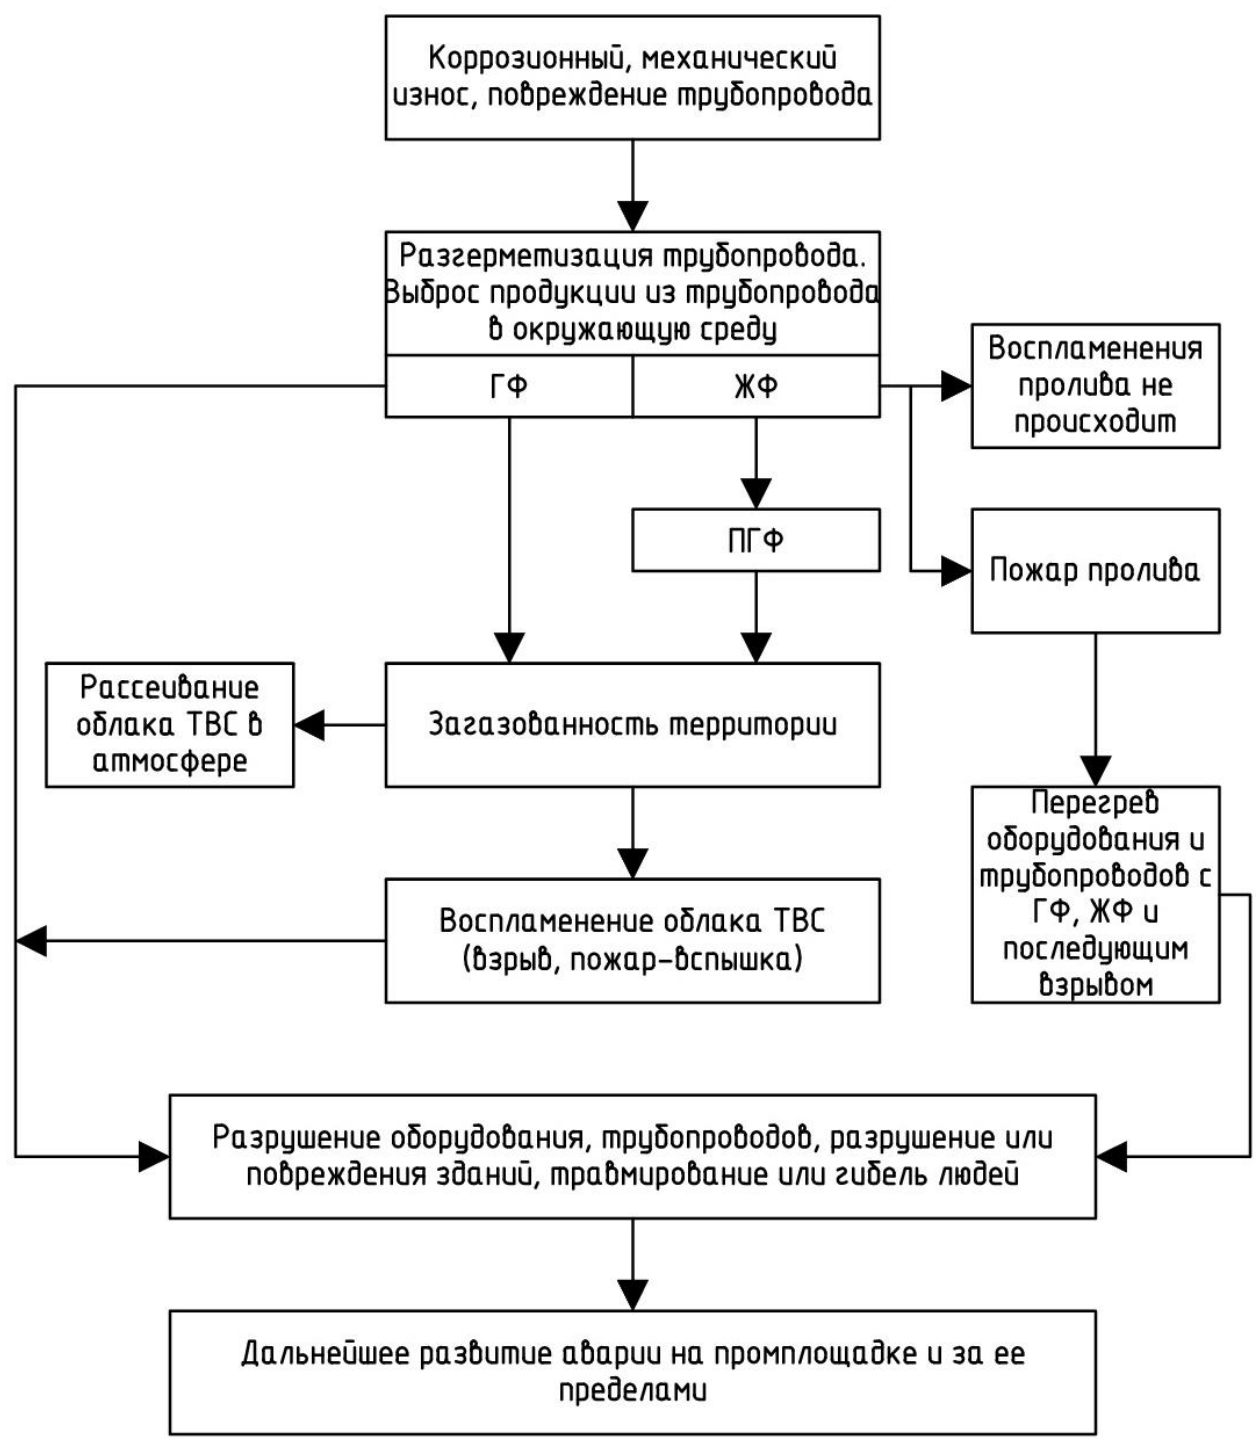 Коррозионный, механический
износ, повреждение трубопровода
Разгерметизация трубопровода.
Выброс продукции из трубопровода
в окружающую среду
ГФ
ЖФ
Воспламенения
пролива не
происходит
ПГФ
Пожар пролива
Рассеивание
облака ТВС в
атмосфере
Загазованность территории
Перегрев
оборудования и
трубопроводов с
ГФ, ЖФ и
последующим
взрывом
Воспламенение облака ТВС
(взрыв, пожар-вспышка)
Разрушение оборудования, трубопроводов, разрушение или
повреждения зданий, травмирование или гибель людей
Дальнейшее развитие аварии на промплощадке и за ее
пределами